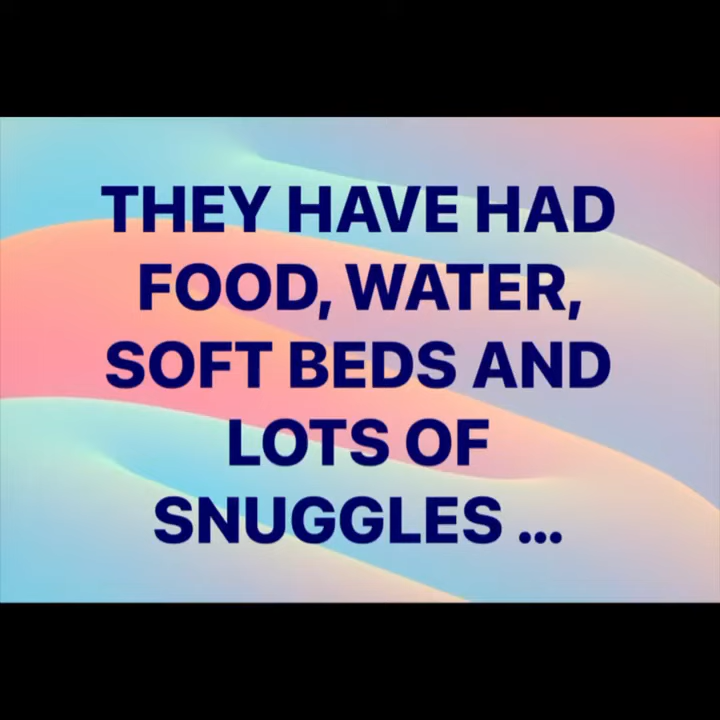 THEY HAVE HAD
FOOD, WATER,
SOFT BEDS AND
LOTS OF
SNUGGLES ...